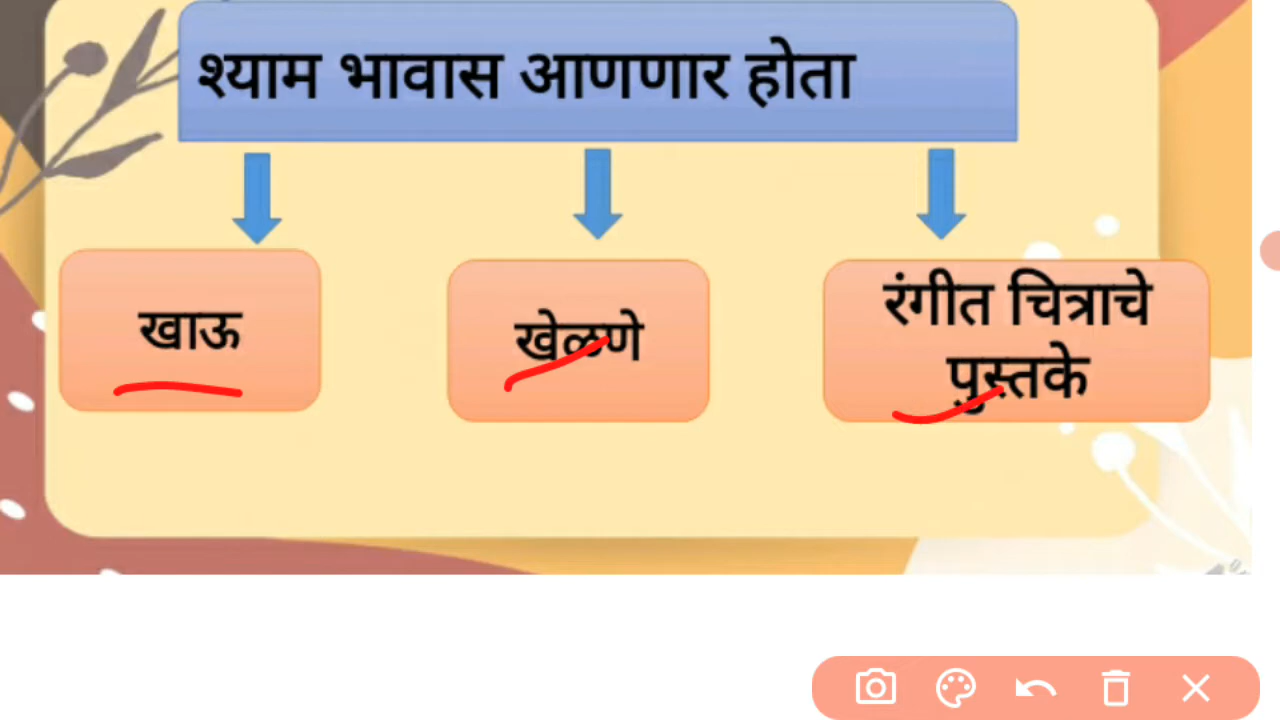 श्याम भावास आणणार होता
खाऊ
खेळणे
रंगीत चित्राचे
पुस्तके